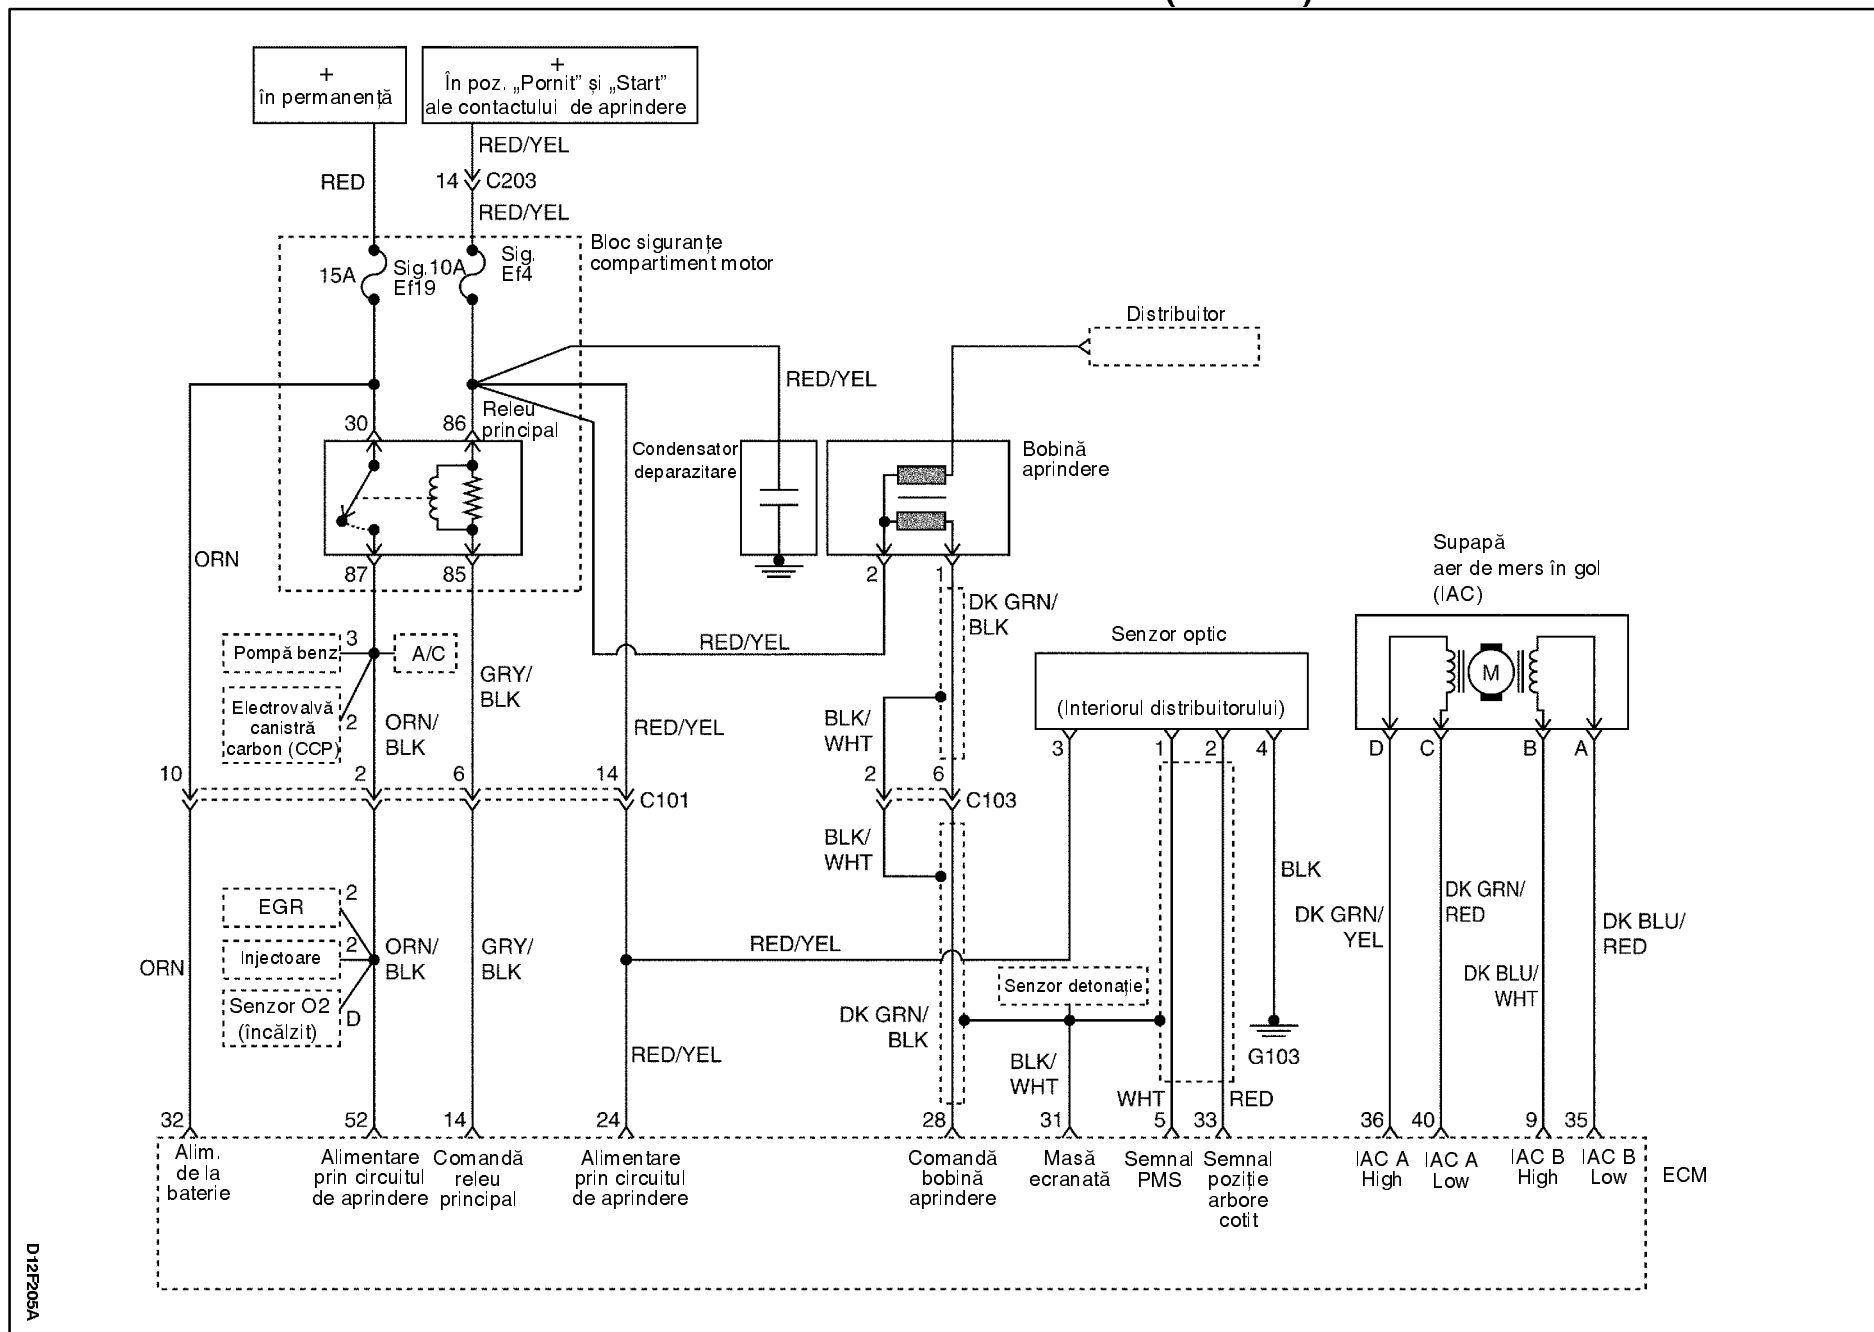 +
în permanență
+
În poz. „Pornit” și „Start”
ale contactului de aprindere
RED/YEL
RED
14
C203
RED/YEL
Bloc siguranțe
compartiment motor
15A
Sig.
Ef19
10A
Sig.
Ef4
Distribuitor
RED/YEL
30
86
Releu
principal
Condensator
deparazitare
Bobină
aprindere
ORN
87
85
2
1
DK GRN/
BLK
Supapă
aer de mers în gol
(IAC)
Pompă benz
3
A/C
Electrovalvă
canistră
carbon (CCP)
2
ORN/
BLK
GRY/
BLK
RED/YEL
RED/YEL
BLK/
WHT
Senzor optic
(Interiorul distribuitorului)
M
3
1
2
4
D
C
B
A
10
2
6
14
C101
2
6
C103
BLK/
WHT
BLK
EGR
2
Injectoare
2
Senzor O2
(încălzit)
D
ORN
ORN/
BLK
GRY/
BLK
RED/YEL
Senzor detonație
DK GRN/
BLK
BLK/
WHT
RED/YEL
G103
WHT
RED
DK GRN/
YEL
DK GRN/
RED
DK BLU/
WHT
DK BLU/
RED
32
52
14
24
28
31
5
33
36
40
9
35
Alim.
de la
baterie
Alimentare
prin circuitul
de aprindere
Comandă
releu
principal
Alimentare
prin circuitul
de aprindere
Comandă
bobină
aprindere
Masă
ecranată
Semnal
PMS
Semnal
poziție
arbore
cotit
IAC A
High
IAC A
Low
IAC B
High
IAC B
Low
ECM
D12F205A